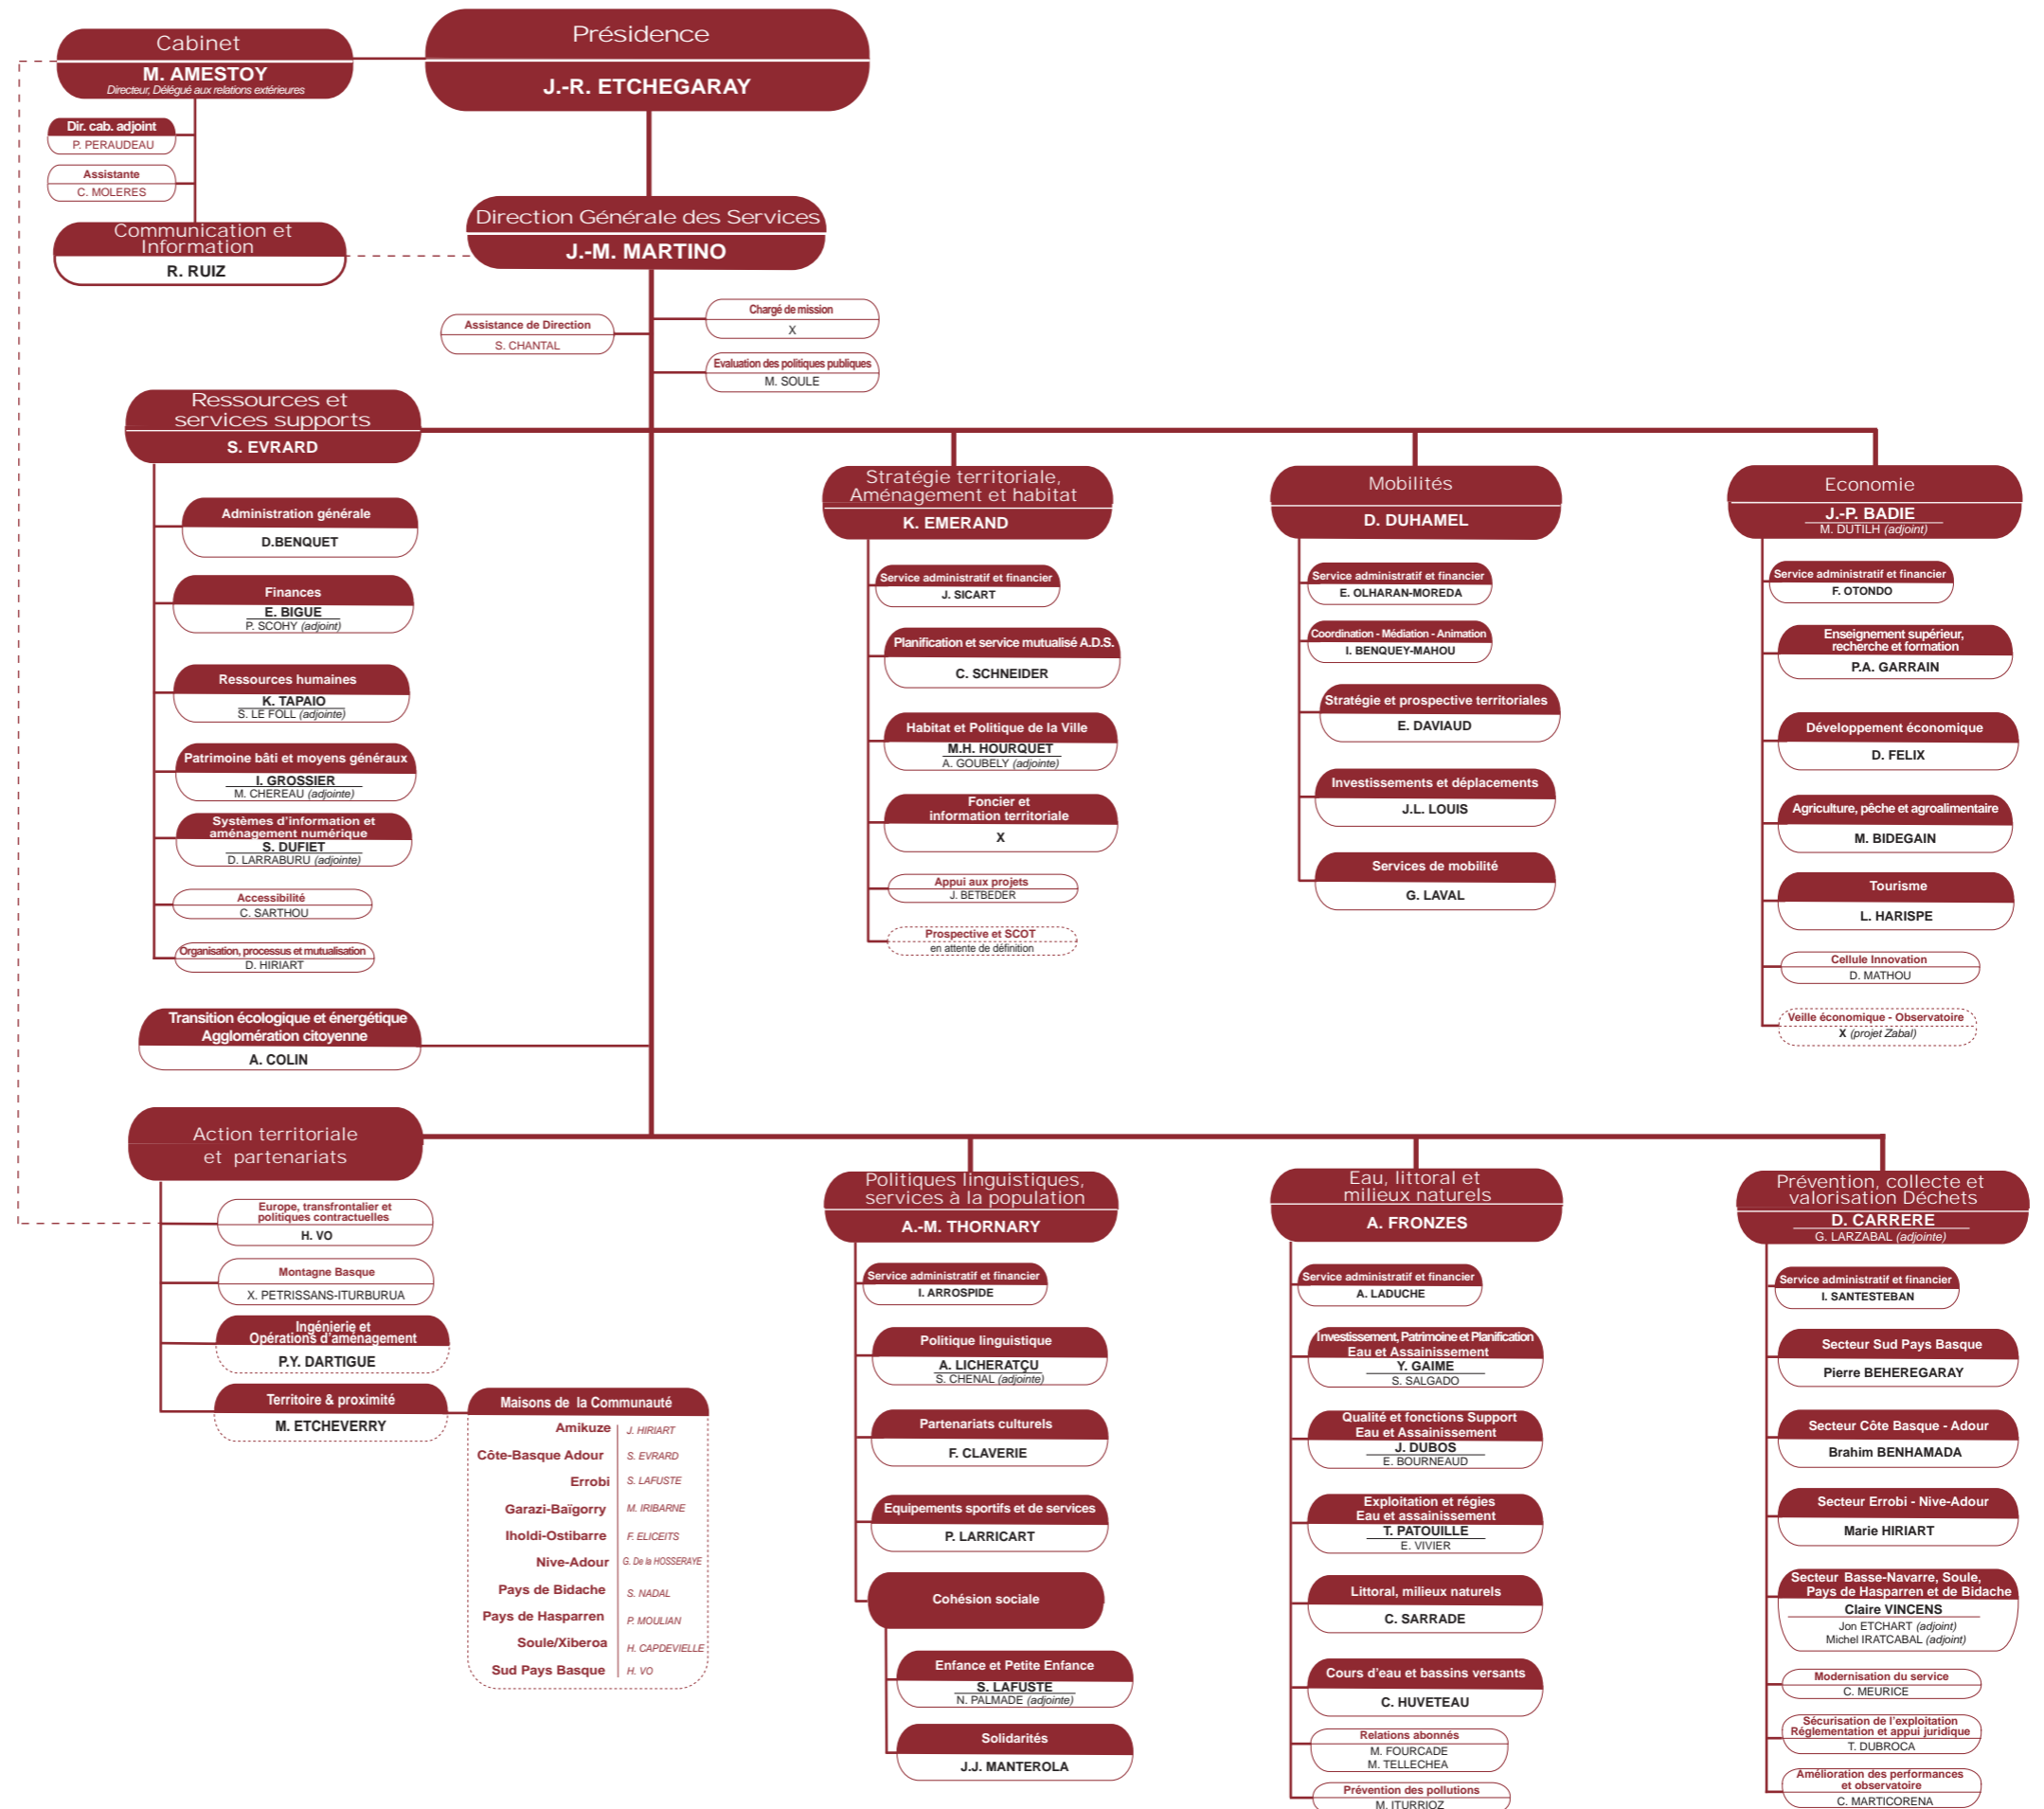 Cabinet
M. AMESTOY
Directeur, Délégué aux relations extérieures
Présidence
J.-R. ETCHEGARAY
Dir. cab. adjoint
P. PERAUDEAU
Assistante
C. MOLERES
Communication et
Information
R. RUIZ
Direction Générale des Services
J.-M. MARTINO
Assistance de Direction
S. CHANTAL
Chargé de mission
X
Evaluation des politiques publiques
M. SOULE
Ressources et
services supports
S. EVRARD
Administration générale
D.BENQUET
Finances
E. BIGUE
P. SCOHY (adjoint)
Ressources humaines
K. TAPAIO
S. LE FOLL (adjointe)
Patrimoine bâti et moyens généraux
I. GROSSIER
M. CHEREAU (adjointe)
Systèmes d'information et
aménagement numérique
S. DUFIET
D. LARRABURU (adjointe)
Accessibilité
C. SARTHOU
Organisation, processus et mutualisation
D. HIRIART
Stratégie territoriale,
Aménagement et habitat
K. EMERAND
Service administratif et financier
J. SICART
Planification et service mutualisé A.D.S.
C. SCHNEIDER
Habitat et Politique de la Ville
M.H. HOURQUET
A. GOUBELY (adjointe)
Foncier et
information territoriale
X
Appui aux projets
J. BETBEDER
Prospective et SCOT
en attente de définition
Mobilités
D. DUHAMEL
Service administratif et financier
E. OLHARAN-MOREDA
Coordination - Médiation - Animation
I. BENQUEY-MAHOU
Stratégie et prospective territoriales
E. DAVIAUD
Investissements et déplacements
J.L. LOUIS
Services de mobilité
G. LAVAL
Economie
J.-P. BADIE
M. DUTILH (adjoint)
Service administratif et financier
F. OTONDO
Enseignement supérieur,
recherche et formation
P.A. GARRAIN
Développement économique
D. FELIX
Agriculture, pêche et agroalimentaire
M. BIDEGAIN
Tourisme
L. HARISPE
Cellule Innovation
D. MATHOU
Veille économique - Observatoire
X (projet Zabal)
Transition écologique et énergétique
Agglomération citoyenne
A. COLIN
Action territoriale
et partenariats
Europe, transfrontalier et
politiques contractuelles
H. VO
Montagne Basque
X. PETRISSANS-ITURBURUA
Ingénierie et
Opérations d'aménagement
P.Y. DARTIGUE
Territoire & proximité
M. ETCHEVERRY
Maisons de la Communauté
Amikuze J. HIRIART
Côte-Basque Adour S. EVRARD
Errobi S. LAFUSTE
Garazi-Baïgorry M. IRIBARNE
Iholdi-Ostibarre F. ELICEITS
Nive-Adour G. De la HOSSERAYE
Pays de Bidache S. NADAL
Pays de Hasparren P. MOULIAN
Soule/Xiberoa H. CAPDEVIELLE
Sud Pays Basque H. VO
Politiques linguistiques,
services à la population
A.-M. THORNARY
Service administratif et financier
I. ARROSPIDE
Politique linguistique
A. LICHERATÇU
S. CHENAL (adjointe)
Partenariats culturels
F. CLAVERIE
Equipements sportifs et de services
P. LARRICART
Cohésion sociale
Enfance et Petite Enfance
S. LAFUSTE
N. PALMADE (adjointe)
Solidarités
J.J. MANTEROLA
Eau, littoral et
milieux naturels
A. FRONZES
Service administratif et financier
A. LADUCHE
Investissement, Patrimoine et Planification
Eau et Assainissement
Y. GAIME
S. SALGADO
Qualité et fonctions Support
Eau et Assainissement
J. DUBOS
E. BOURNEAUD
Exploitation et régies
Eau et assainissement
T. PATOUILLE
E. VIVIER
Littoral, milieux naturels
C. SARRADE
Cours d'eau et bassins versants
C. HUVETEAU
Relations abonnés
M. FOURCADE
M. TELLECHEA
Prévention des pollutions
M. ITURRIOZ
Prévention, collecte et
valorisation Déchets
D. CARRERE
G. LARZABAL (adjointe)
Service administratif et financier
I. SANTESTEBAN
Secteur Sud Pays Basque
Pierre BEHEREGARAY
Secteur Côte Basque - Adour
Brahim BENHAMADA
Secteur Errobi - Nive-Adour
Marie HIRIART
Secteur Basse-Navarre, Soule,
Pays de Hasparren et de Bidache
Claire VINCENS
Jon ETCHART (adjoint)
Michel IRATCABAL (adjoint)
Modernisation du service
C. MEURICE
Sécurisation de l'exploitation
Réglementation et appui juridique
T. DUBROCA
Amélioration des performances
et observatoire
C. MARTICORENA